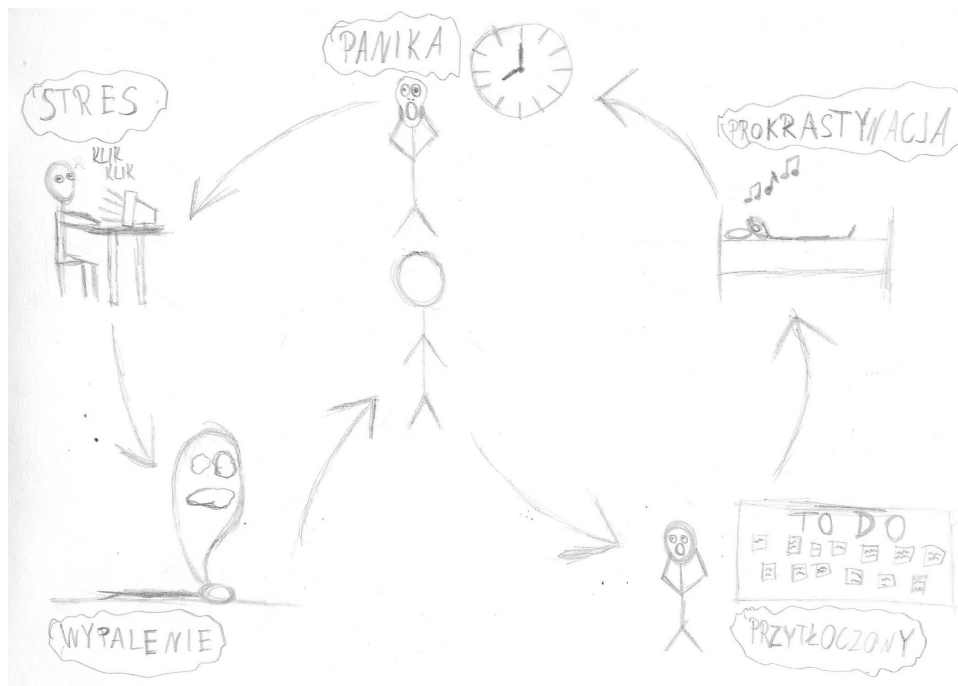 PANIKA
STRES
KLIK
KLIK
PROKRASTYNACJA
TO DO
WYPALENIE
PRZYTŁOCZONY